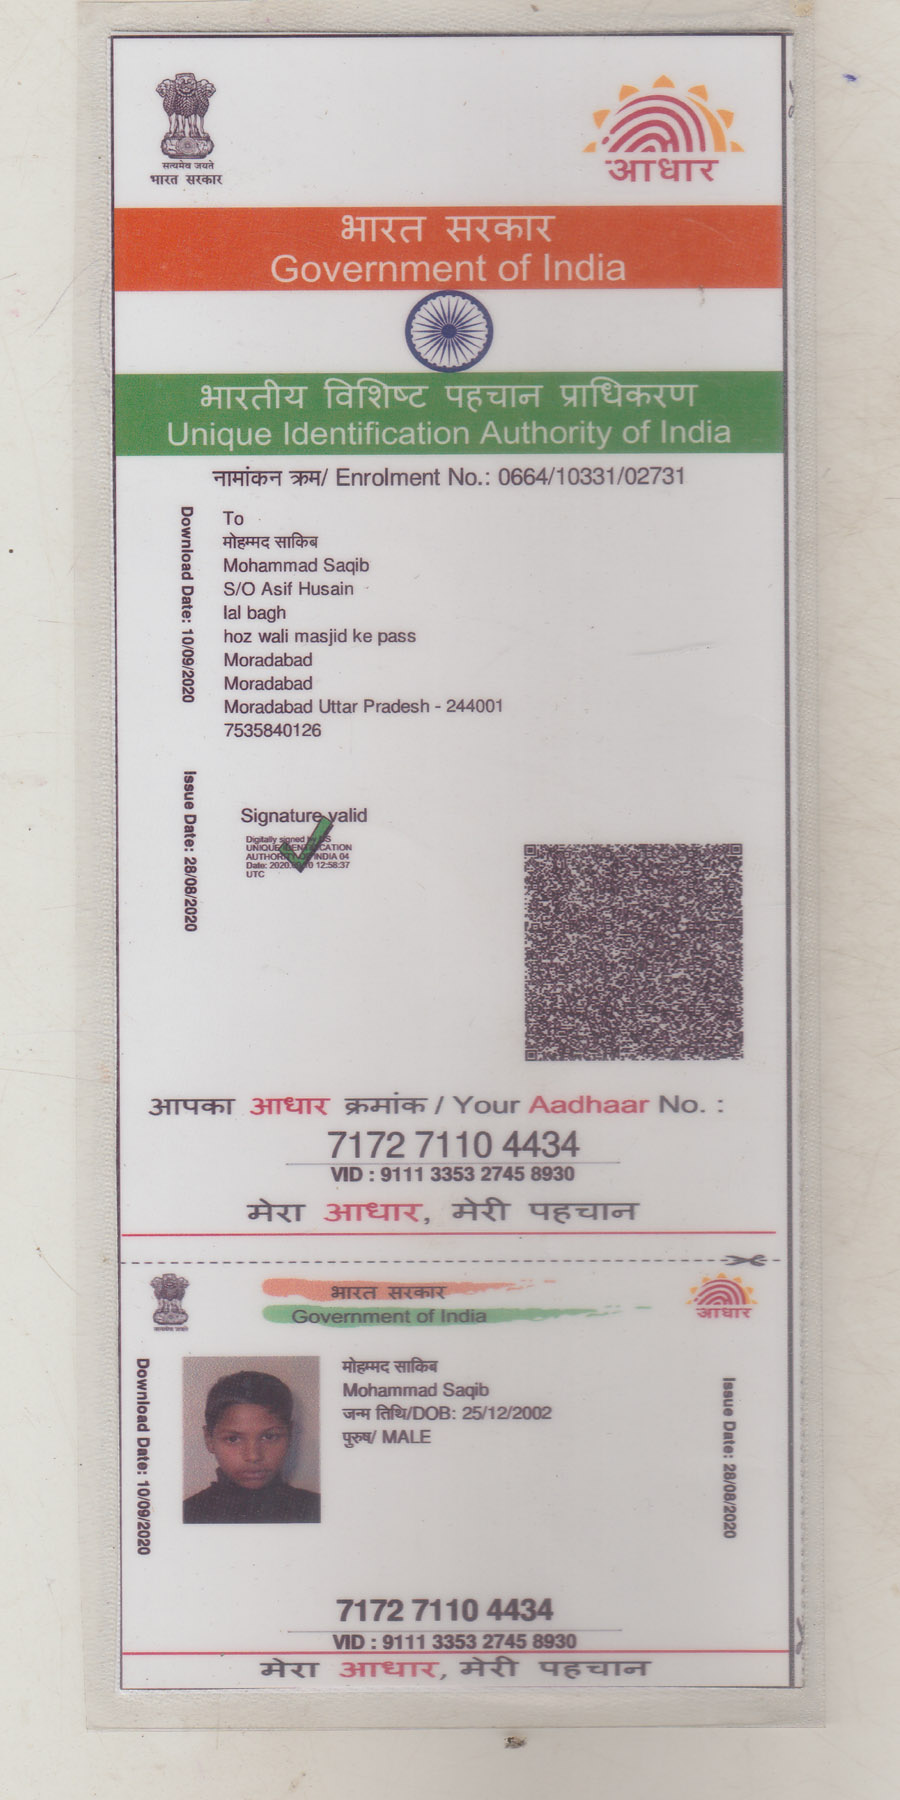 सत्यमेव जयते
भारत सरकार
आधार
भारत सरकार
Government of India
भारतीय विशिष्ट पहचान प्राधिकरण
Unique Identification Authority of India
नामांकन क्रम/ Enrolment No.: 0664/10331/02731
Download Date: 10/09/2020
To
मोहम्मद साकिब
Mohammad Saqib
S/O Asif Husain
lal bagh
hoz wali masjid ke pass
Moradabad
Moradabad
Moradabad Uttar Pradesh - 244001
7535840126
Issue Date: 28/08/2020
Signature valid
Digitally signed
UNIQUE
INDIA 04
12:58:37
UTC
आपका आधार क्रमांक / Your Aadhaar No. :
7172 7110 4434
VID : 9111 3353 2745 8930
मेरा आधार, मेरी पहचान
भारत सरकार
Government of India
आधार
Download Date: 10/09/2020
मोहम्मद साकिब
Mohammad Saqib
जन्म तिथि/DOB: 25/12/2002
पुरुष/ MALE
Issue Date: 28/08/2020
7172 7110 4434
VID : 9111 3353 2745 8930
मेरा आधार, मेरी पहचान